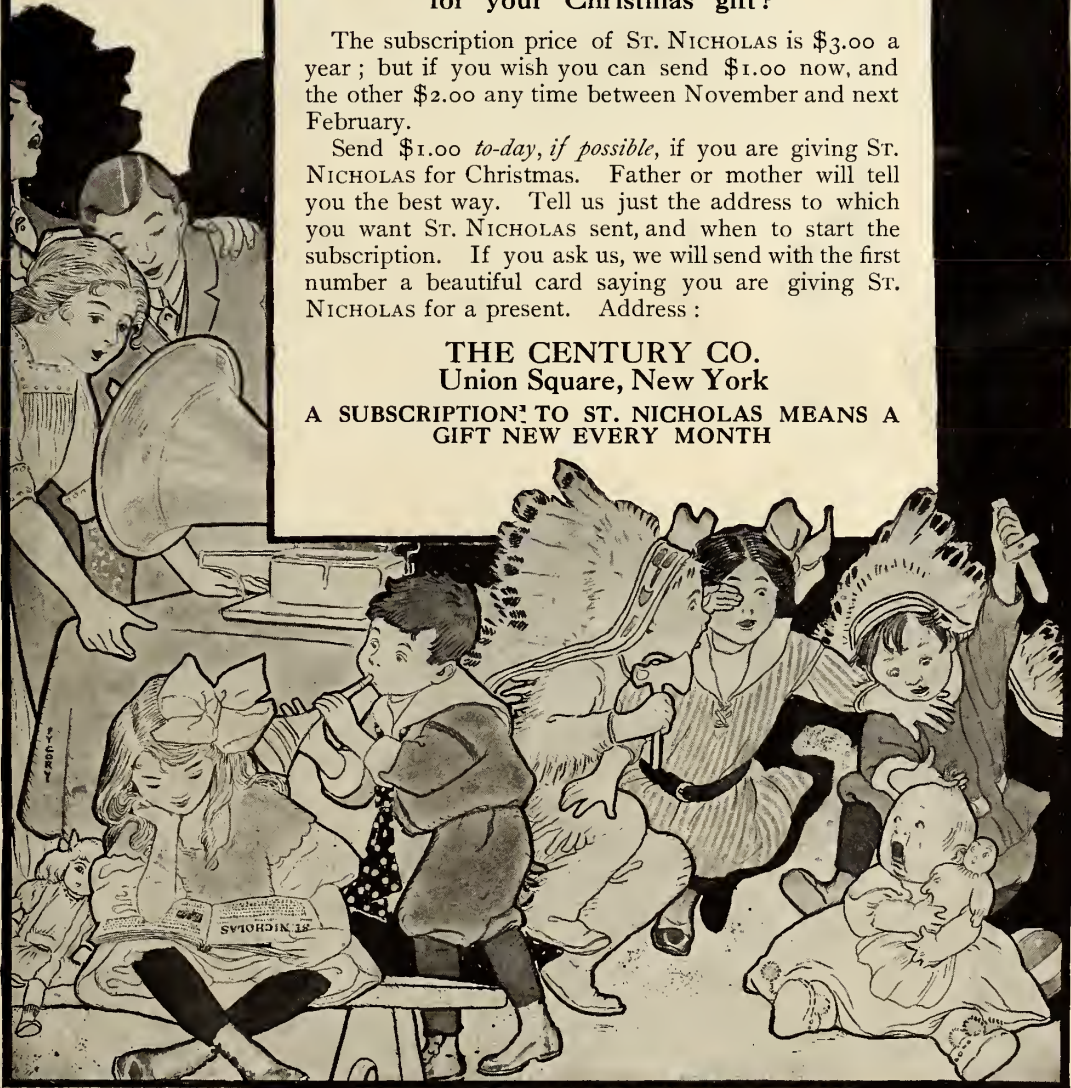 for your Christmas gift?
The subscription price of ST. NICHOLAS is $3.00 a
year ; but if you wish you can send $1.00 now, and
the other $2.00 any time between November and next
February.
Send $1.00 to-day, if possible, if you are giving ST.
NICHOLAS for Christmas. Father or mother will tell
you the best way. Tell us just the address to which
you want ST. NICHOLAS sent, and when to start the
subscription. If you ask us, we will send with the first
number a beautiful card saying you are giving ST.
NICHOLAS for a present. Address :
THE CENTURY CO.
Union Square, New York
A SUBSCRIPTION TO ST. NICHOLAS MEANS A
GIFT NEW EVERY MONTH
ST NICHOLAS